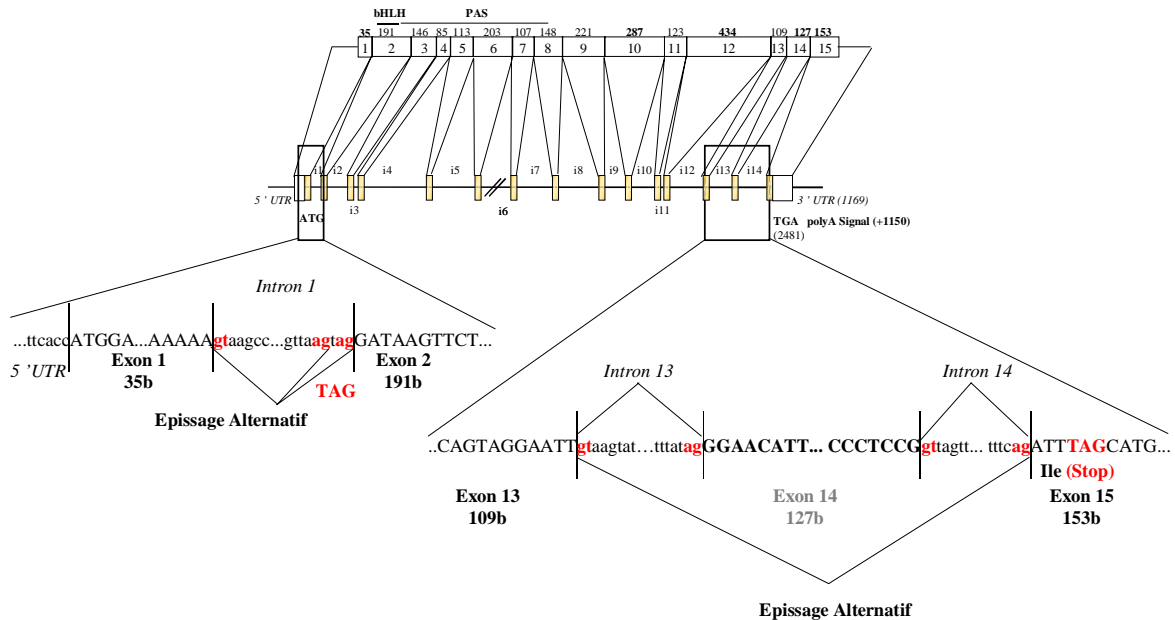 bHLH PAS
35 191 146 85 113 203 107 148 221 287 123 434 109 127 153
1 2 3 4 5 6 7 8 9 10 11 12 13 14 15
i1 i2 i4 i5 i7 i8 i9 i10 i12 i13 i14
5 ’ UTR ATG i3 i6 i11 3 ’ UTR (1169)
TGA polyA Signal (+1150)
(2481)
Intron 1
...ttcaccATGGA...AAAAAgtaagcc...gttaagtagGATAAGTTCT...
5 ’UTR Exon 1 Exon 2
35b 191b
TAG
Epissage Alternatif
Intron 13 Intron 14
..CAGTAGGAATTgtaagtat…tttatagGGAACATT... CCCTCCGgttagtt... tttcagATTTAGCATG...
Ile (Stop)
Exon 13 Exon 14 Exon 15
109b 127b 153b
Epissage Alternatif